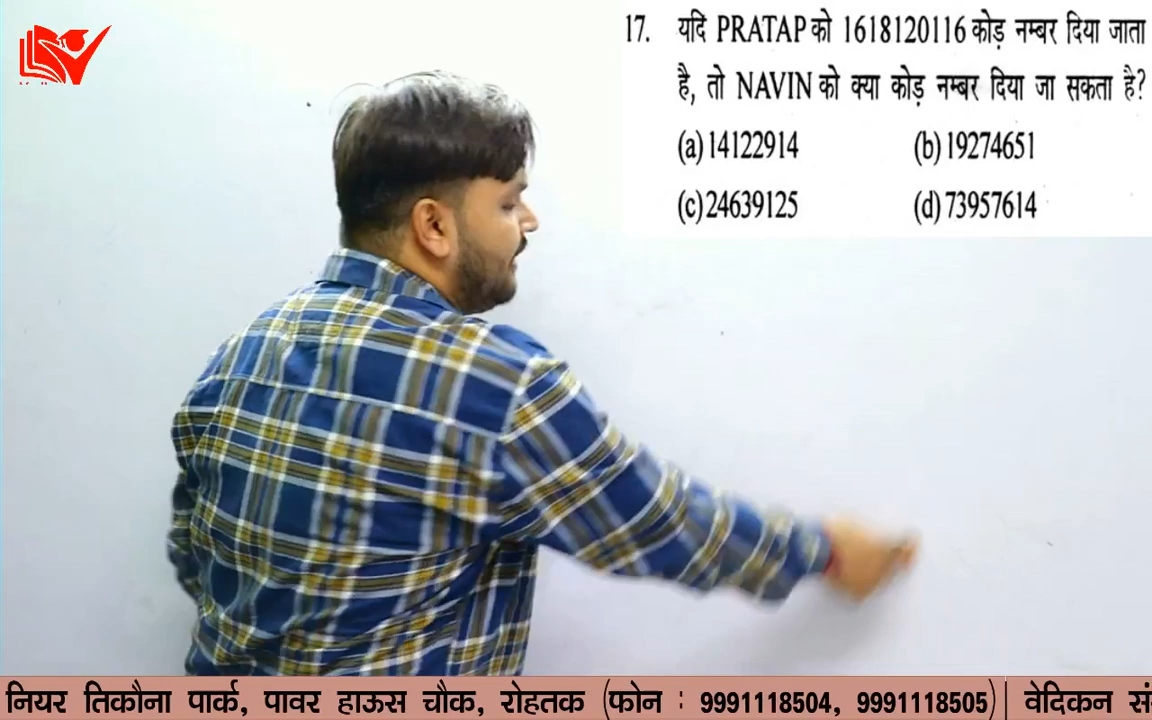 17. यदि PRATAP को 1618120116 कोड़ नम्बर दिया जाता
है, तो NAVIN को क्या कोड़ नम्बर दिया जा सकता है?
(a) 14122914 (b) 19274651
(c) 24639125 (d) 73957614
नियर तिकौना पार्क, पावर हाऊस चौक, रोहतक (फोन : 9991118504, 9991118505)| वेदिकन सं